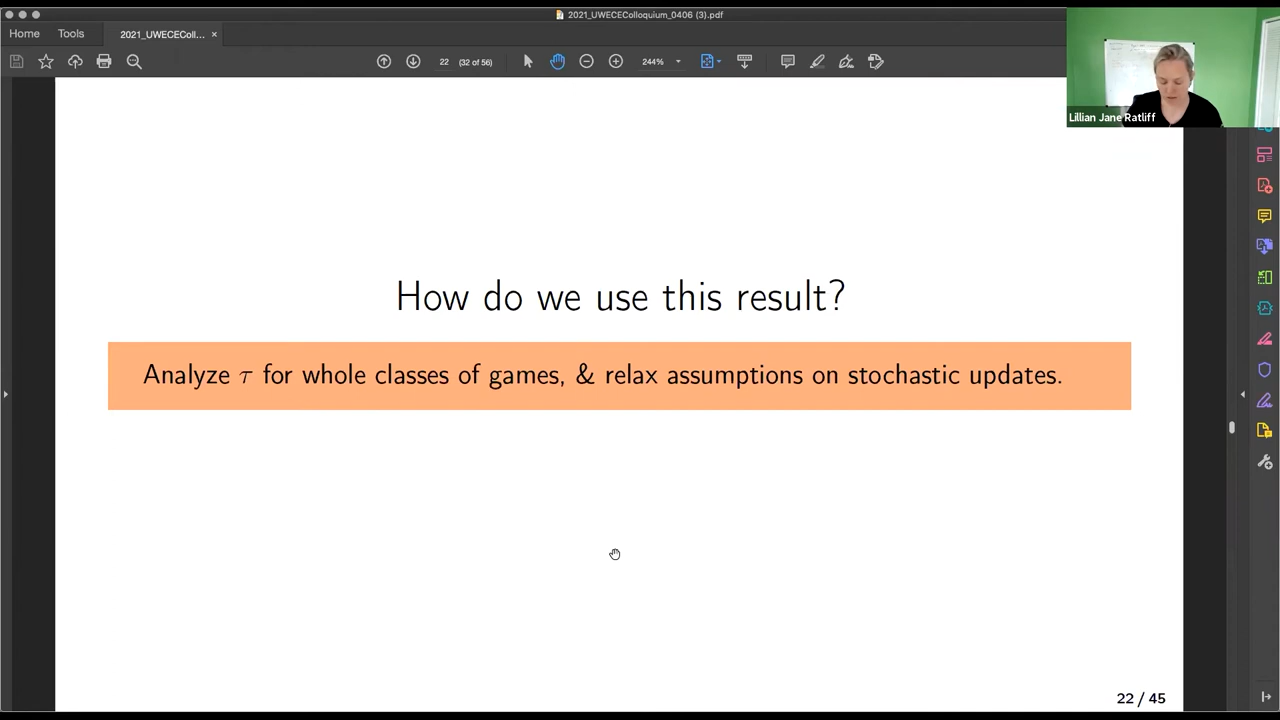 2021_UWECEColloquium_0406 (3).pdf
Home
Tools
2021_UWECEColl...
22
(32 of 56)
244%
Lillian Jane Ratliff
How do we use this result?
Analyze τ for whole classes of games, & relax assumptions on stochastic updates.
22 / 45